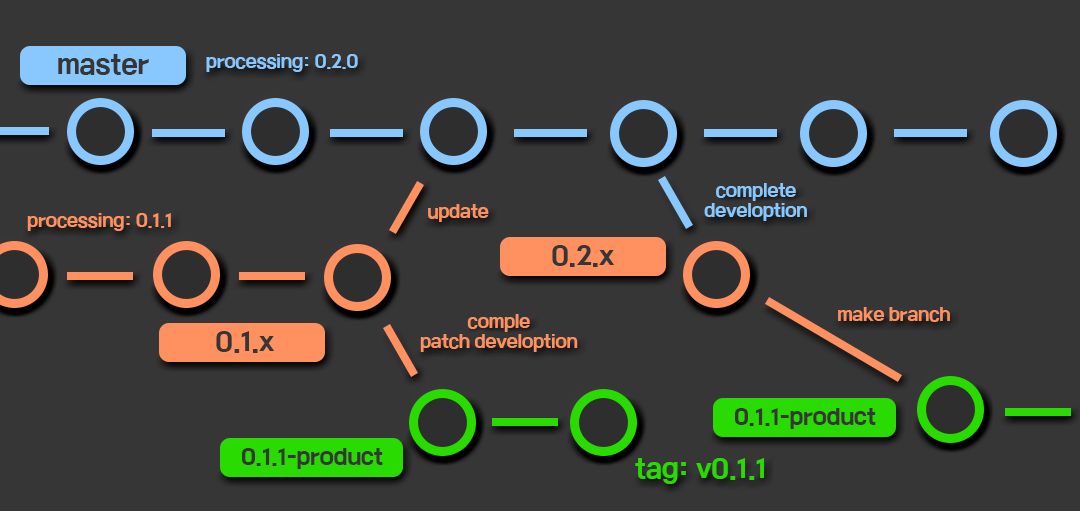 master
processing: 0.2.0
complete
develoption
update
processing: 0.1.1
0.2.x
make branch
comple
patch develoption
0.1.x
0.1.1-product
0.1.1-product
tag: v0.1.1